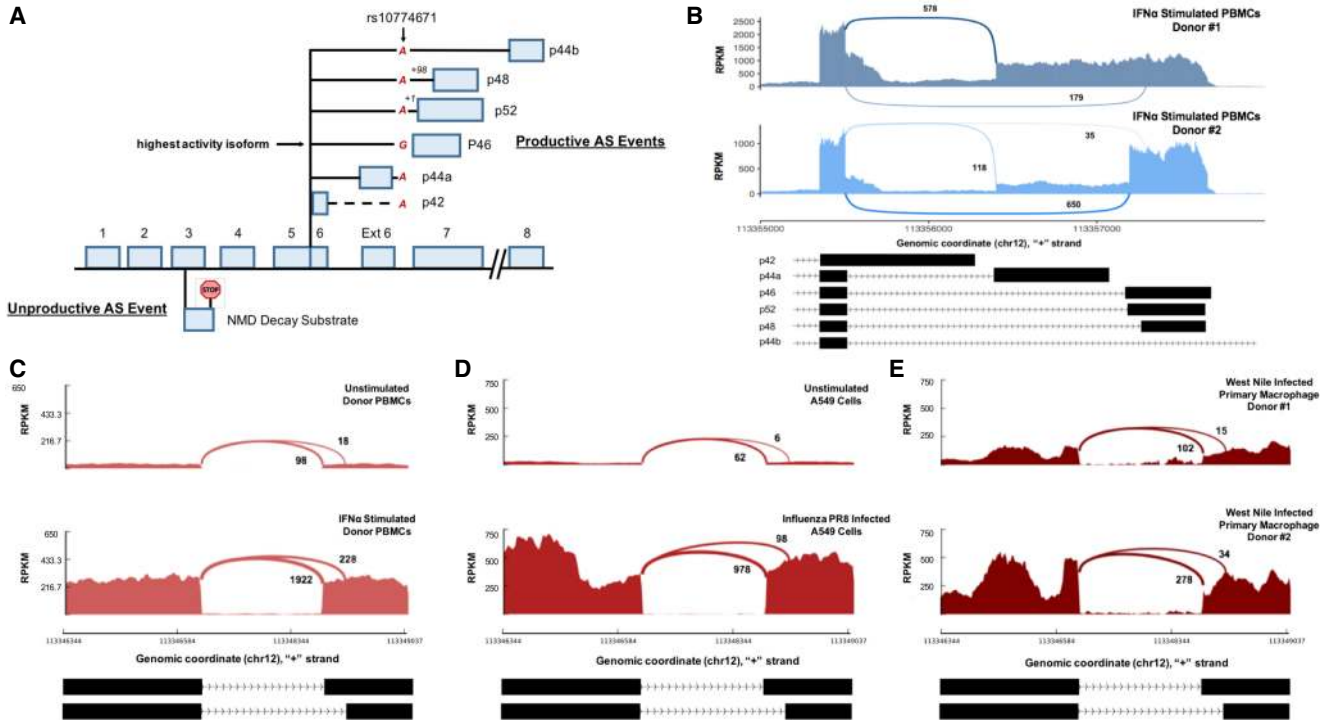 A
rs10774671
A
p44b
A
+98
p48
A
+1
p52
highest activity isoform
G
P46
Productive AS Events
A
p44a
A
p42
1 2 3 4 5 6 Ext 6 7 8
STOP
Unproductive AS Event
NMD Decay Substrate
B
IFNα Stimulated PBMCs
Donor #1
RPKM
2500
2000
1500
1000
500
0
578
179
IFNα Stimulated PBMCs
Donor #2
RPKM
1000
500
0
35
118
650
113355000 113356000 113357000
Genomic coordinate (chr12), "+" strand
p42
p44a
p46
p52
p48
p44b
C
Unstimulated
Donor PBMCs
RPKM
650
433.3
216.7
18
98
IFNα Stimulated
Donor PBMCs
RPKM
650
433.3
216.7
228
1922
113346344 113346584 113348344 113349037
Genomic coordinate (chr12), "+" strand
D
Unstimulated
A549 Cells
RPKM
750
500
250
6
62
Influenza PR8 Infected
A549 Cells
RPKM
750
500
250
98
978
113346344 113346584 113348344 113349037
Genomic coordinate (chr12), "+" strand
E
West Nile Infected
Primary Macrophage
Donor #1
RPKM
750
500
250
15
102
West Nile Infected
Primary Macrophage
Donor #2
RPKM
750
500
250
34
278
113346344 113346584 113348344 113349037
Genomic coordinate (chr12), "+" strand